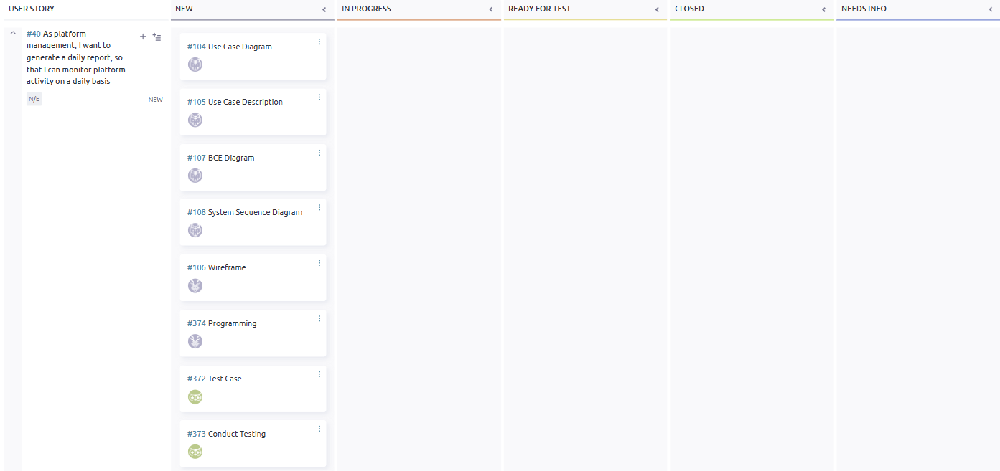 USER STORY
NEW
IN PROGRESS
READY FOR TEST
CLOSED
NEEDS INFO
#40 As platform
management, I want to
generate a daily report, so
that I can monitor platform
activity on a daily basis
N/E
NEW
#104 Use Case Diagram
#105 Use Case Description
#107 BCE Diagram
#108 System Sequence Diagram
#106 Wireframe
#374 Programming
#372 Test Case
#373 Conduct Testing